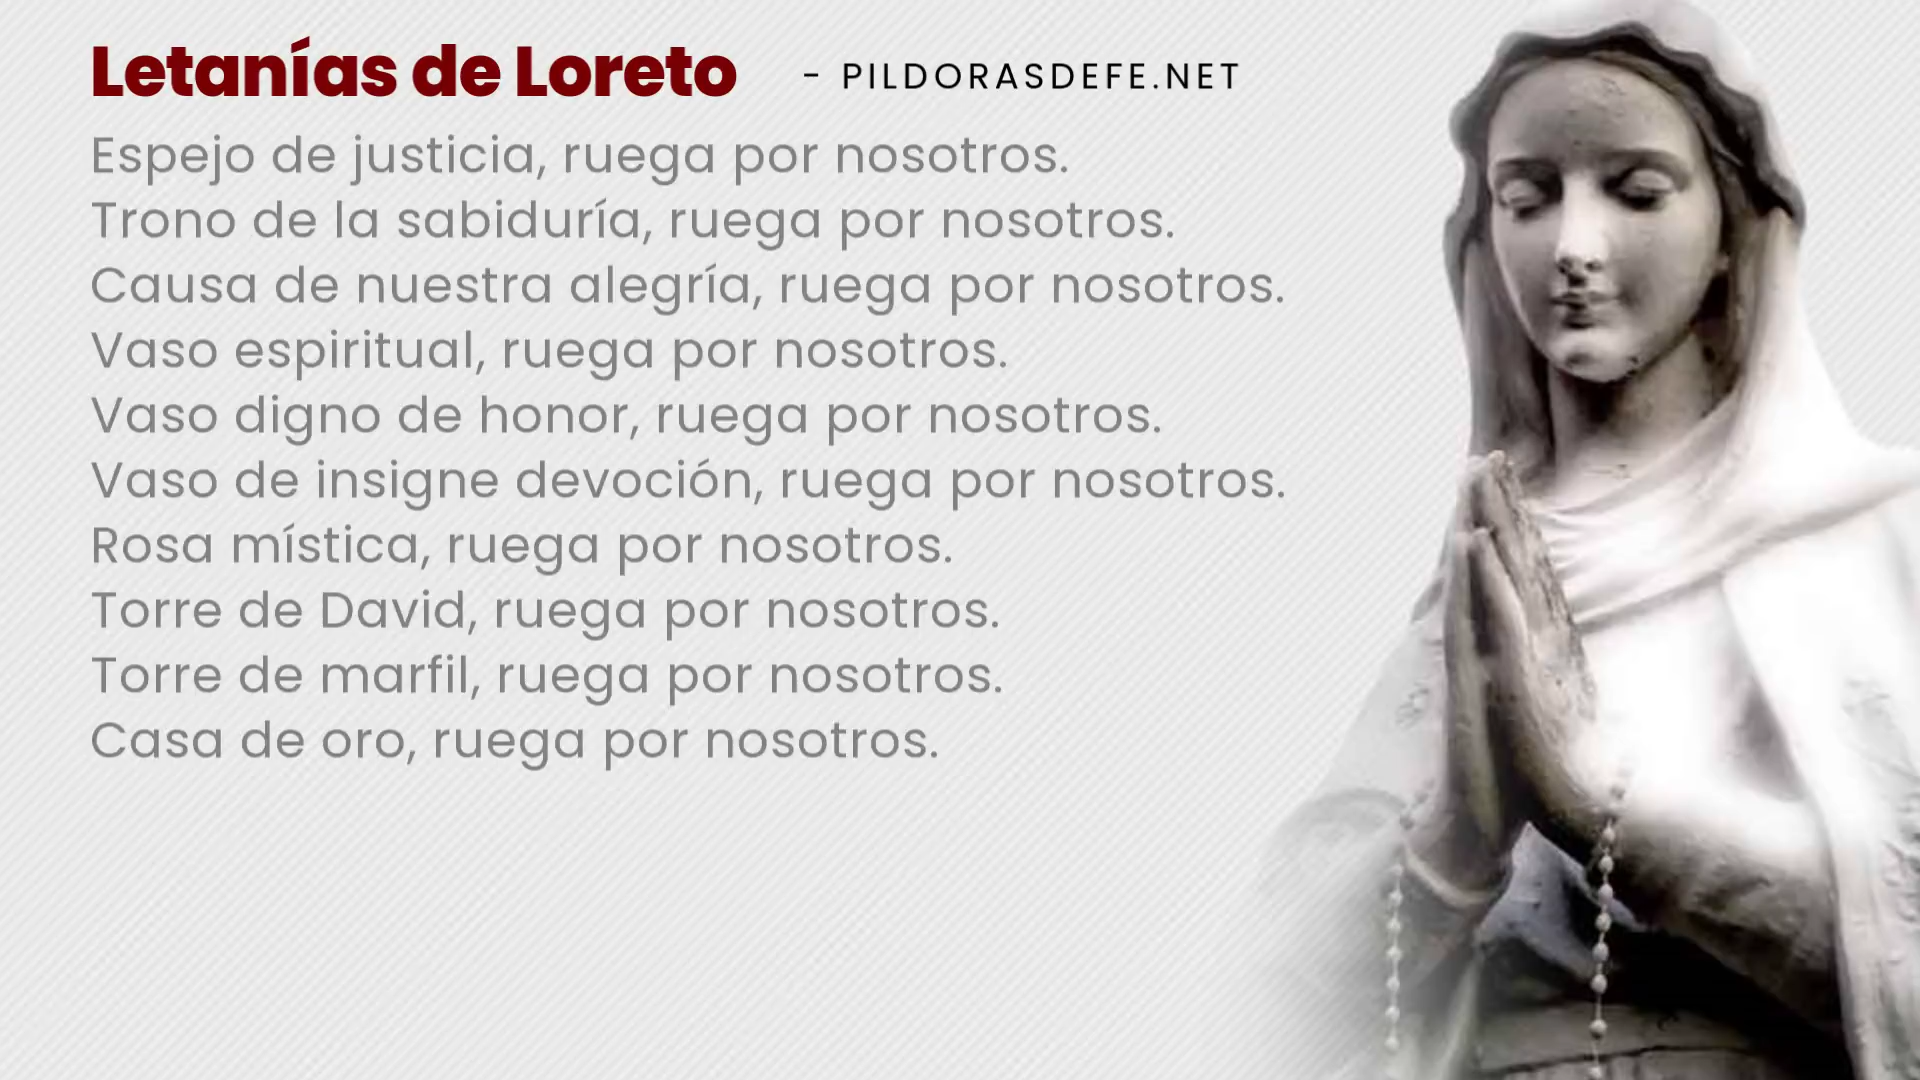 Letanías de Loreto - PILDORASDEFE.NET
Espejo de justicia, ruega por nosotros.
Trono de la sabiduría, ruega por nosotros.
Causa de nuestra alegría, ruega por nosotros.
Vaso espiritual, ruega por nosotros.
Vaso digno de honor, ruega por nosotros.
Vaso de insigne devoción, ruega por nosotros.
Rosa mística, ruega por nosotros.
Torre de David, ruega por nosotros.
Torre de marfil, ruega por nosotros.
Casa de oro, ruega por nosotros.